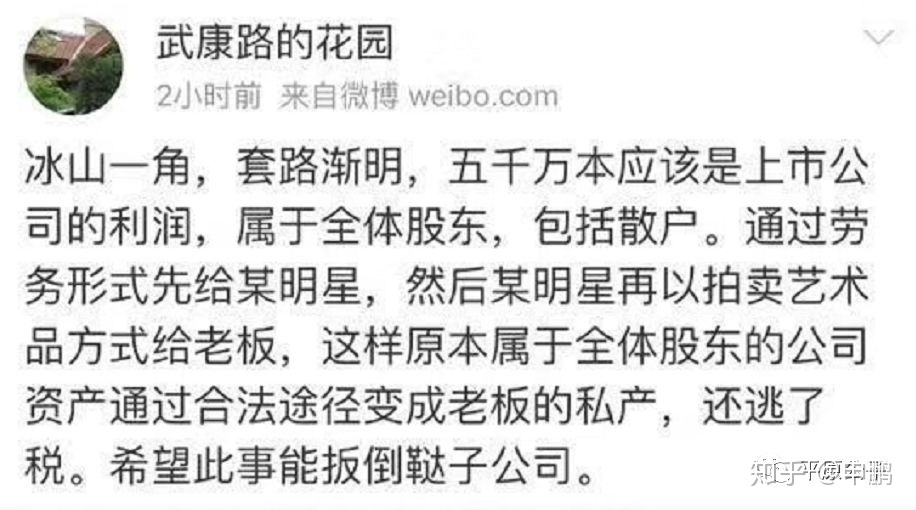 武康路的花园
2小时前 来自微博 weibo.com
冰山一角，套路渐明，五千万本应该是上市公
司的利润，属于全体股东，包括散户。通过劳
务形式先给某明星，然后某明星再以拍卖艺术
品方式给老板，这样原本属于全体股东的公司
资产通过合法途径变成老板的私产，还逃了
税。希望此事能扳倒鞑子公司。
知乎 @申鹏